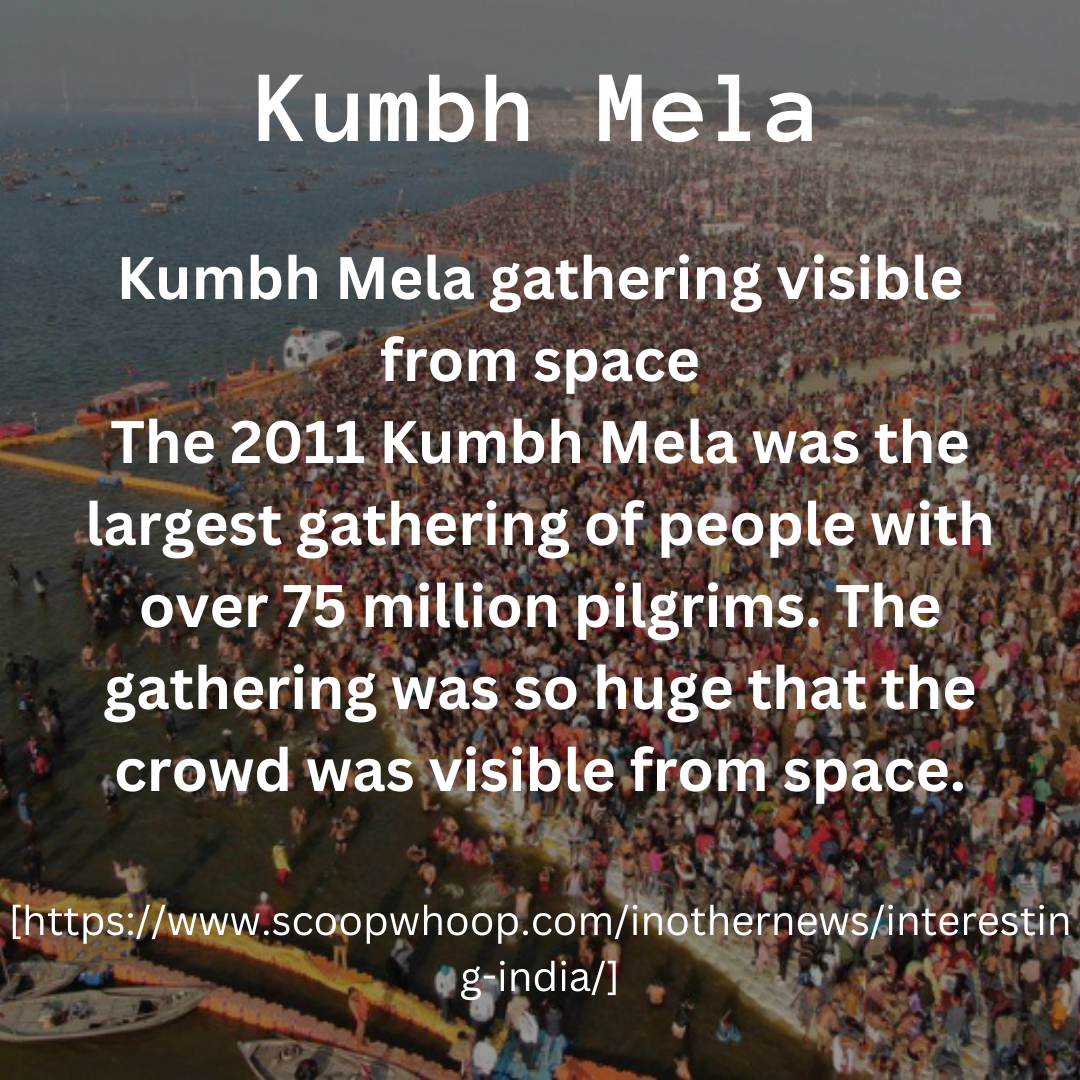 Kumbh Mela
Kumbh Mela gathering visible
from space
The 2011 Kumbh Mela was the
largest gathering of people with
over 75 million pilgrims. The
gathering was so huge that the
crowd was visible from space.
[https://www.scoopwhoop.com/inothernews/interestin
g-india/]